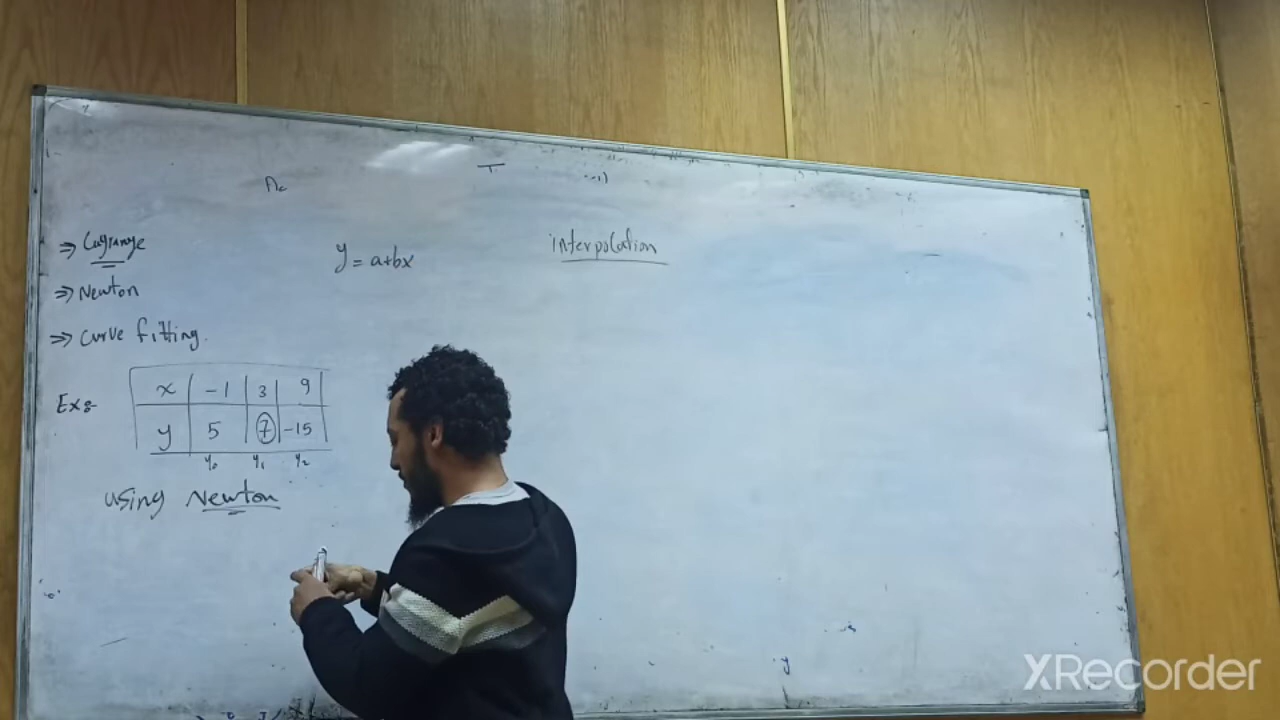 interpolation
⇒ Lagrange
y = a+bx
⇒ Newton
⇒ Curve fitting.
Ex:-
x | -1 | 3 | 9
y | 5 | 7 | -15
y₀ y₁ y₂
using Newton
XRecorder